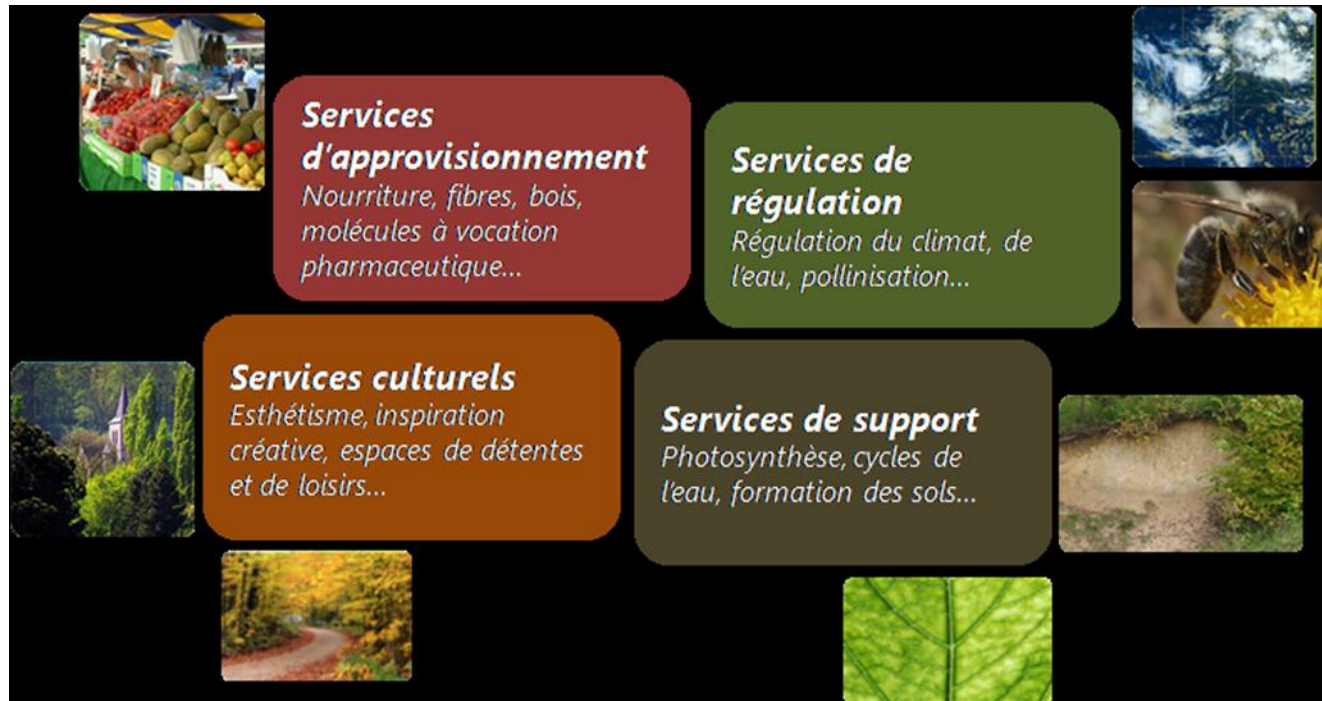 Services
d'approvisionnement
Nourriture, fibres, bois,
molécules à vocation
pharmaceutique...
Services de
régulation
Régulation du climat, de
l'eau, pollinisation...
Services culturels
Esthétisme, inspiration
créative, espaces de détentes
et de loisirs...
Services de support
Photosynthèse, cycles de
l'eau, formation des sols...